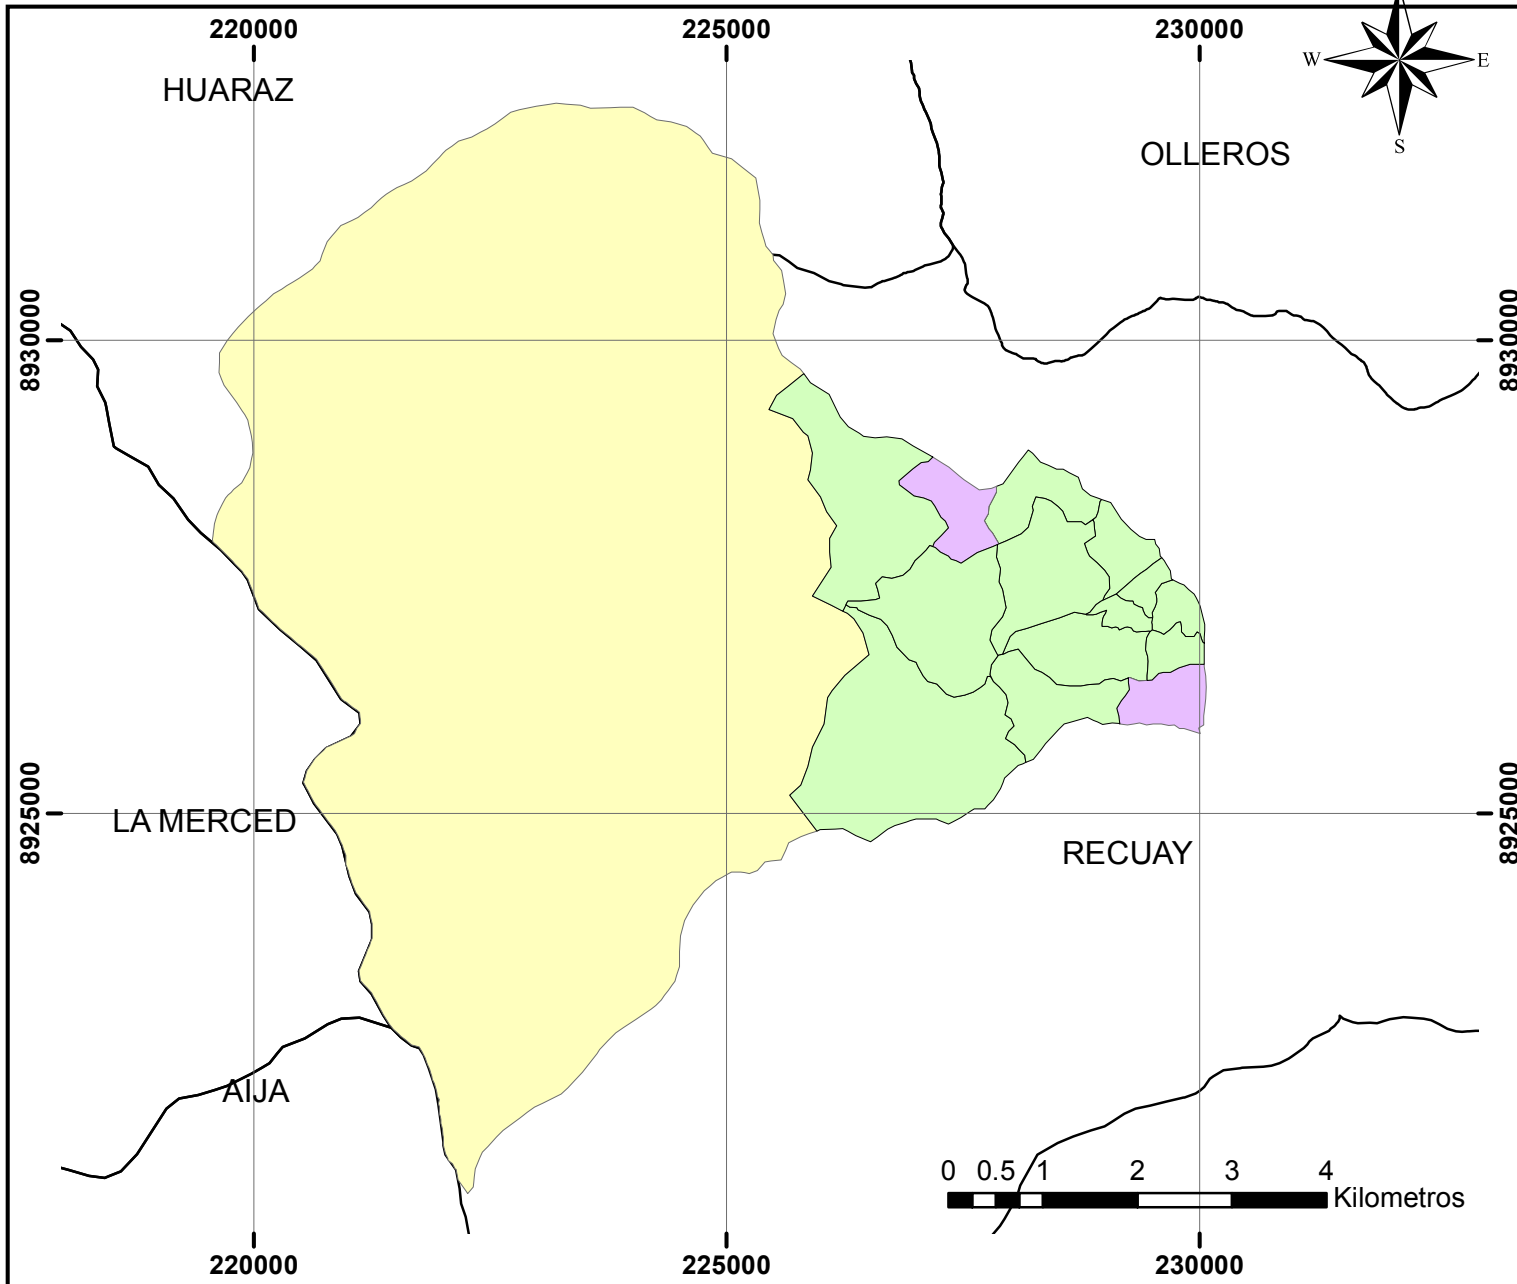 220000 225000 230000
HUARAZ
W E
S
OLLEROS
8930000 8930000
8925000 8925000
LA MERCED
RECUAY
AIJA
0 0.5 1 2 3 4
Kilometros
220000 225000 230000